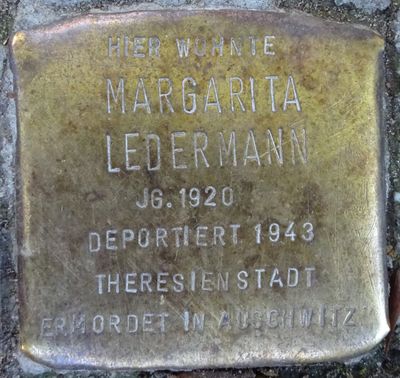 HIER WOHNTE
MARGARITA
LEDERMANN
JG. 1920
DEPORTIERT 1943
THERESIENSTADT
ERMORDET IN AUSCHWITZ